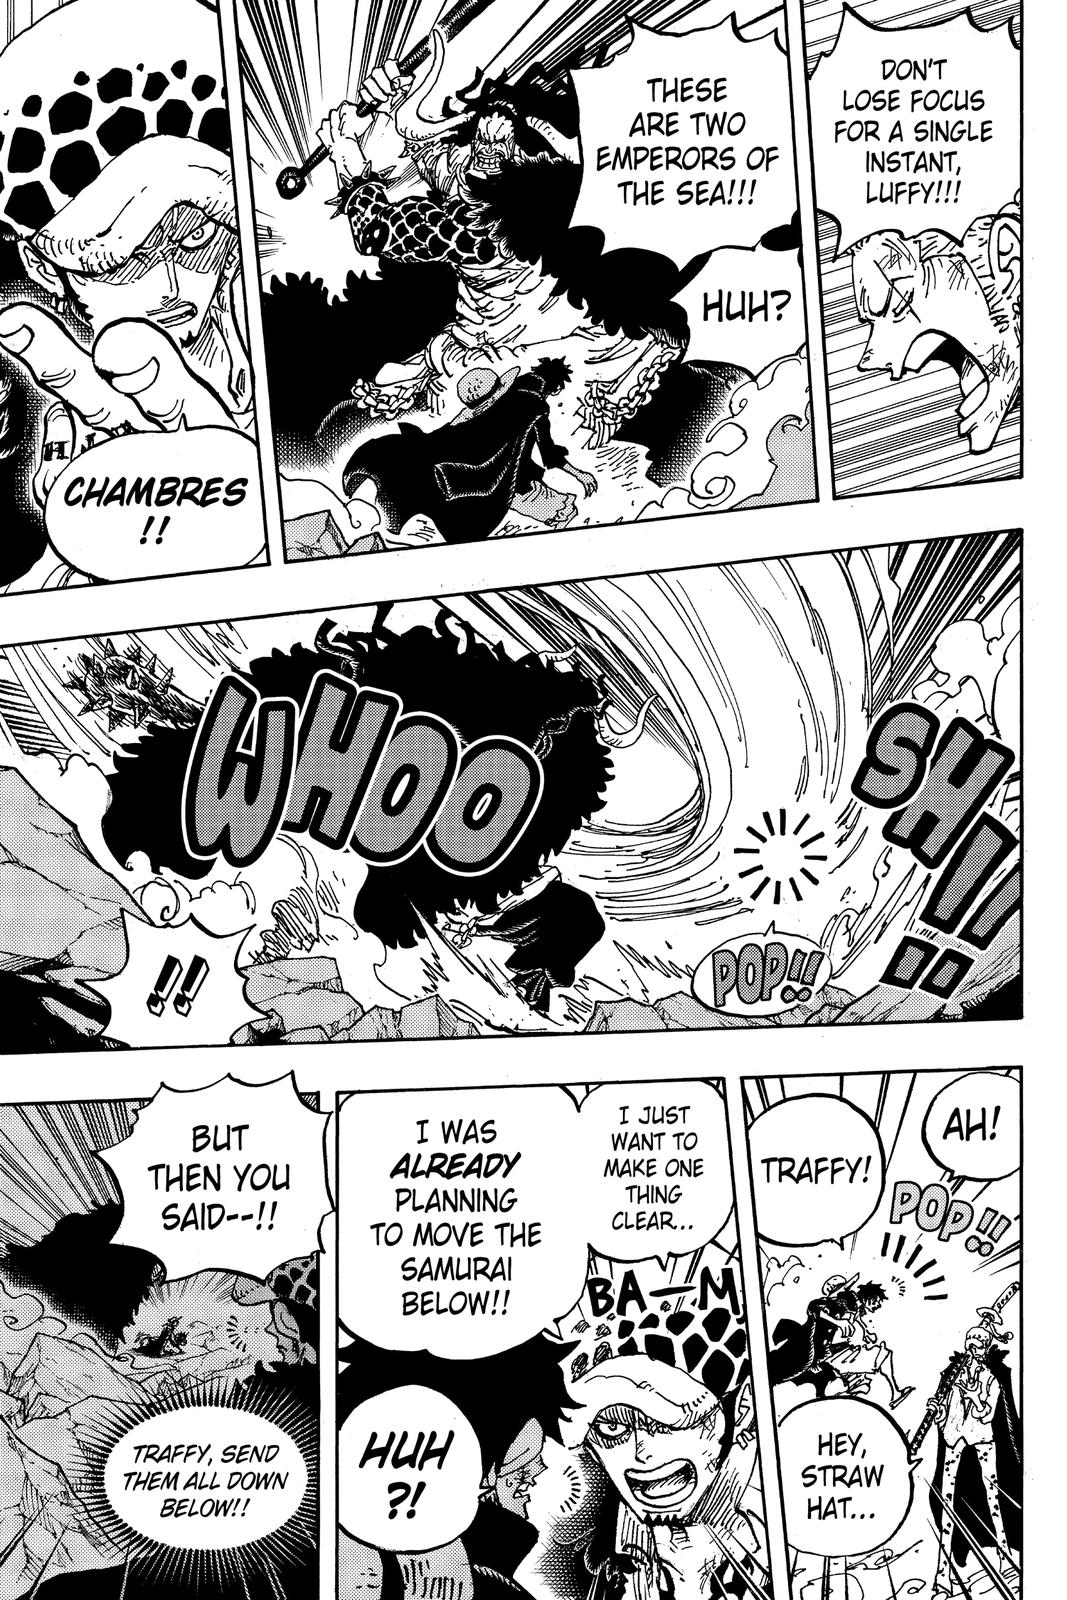 DON'T
LOSE FOCUS
FOR A SINGLE
INSTANT,
LUFFY!!!
THESE
ARE TWO
EMPERORS OF
THE SEA!!!
HUH?
CHAMBRES
!!
SHII!!
POP!!
WHOO
!!!
AH!
TRAFFY!
POP!!
HEY,
STRAW
HAT...
I JUST
WANT TO
MAKE ONE
THING
CLEAR...
BA—M
I WAS
ALREADY
PLANNING
TO MOVE THE
SAMURAI
BELOW!!
HUH
?!
BUT
THEN YOU
SAID--!!
TRAFFY, SEND
THEM ALL DOWN
BELOW!!